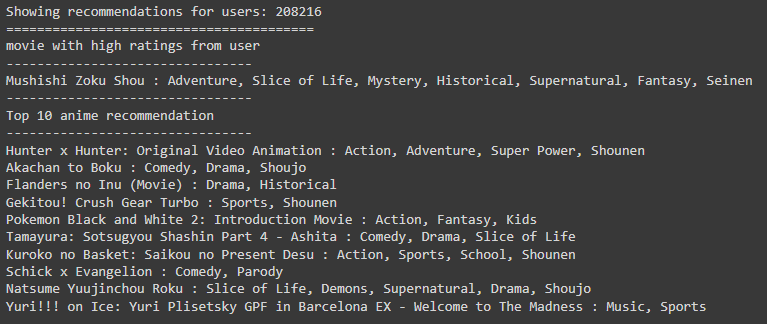 Showing recommendations for users: 208216
========================================
movie with high ratings from user
--------------------------------
Mushishi Zoku Shou : Adventure, Slice of Life, Mystery, Historical, Supernatural, Fantasy, Seinen
--------------------------------
Top 10 anime recommendation
--------------------------------
Hunter x Hunter: Original Video Animation : Action, Adventure, Super Power, Shounen
Akachan to Boku : Comedy, Drama, Shoujo
Flanders no Inu (Movie) : Drama, Historical
Gekitou! Crush Gear Turbo : Sports, Shounen
Pokemon Black and White 2: Introduction Movie : Action, Fantasy, Kids
Tamayura: Sotsugyou Shashin Part 4 - Ashita : Comedy, Drama, Slice of Life
Kuroko no Basket: Saikou no Present Desu : Action, Sports, School, Shounen
Schick x Evangelion : Comedy, Parody
Natsume Yuujinchou Roku : Slice of Life, Demons, Supernatural, Drama, Shoujo
Yuri!!! on Ice: Yuri Plisetsky GPF in Barcelona EX - Welcome to The Madness : Music, Sports